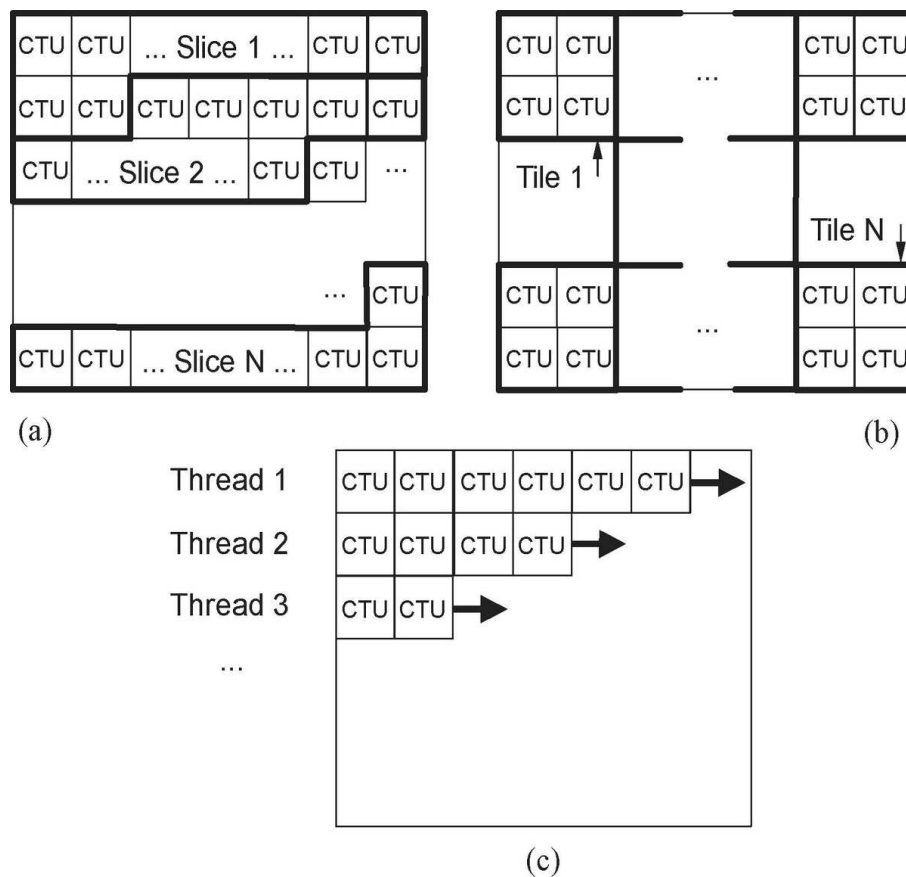 CTU CTU ... Slice 1 ... CTU CTU
CTU CTU CTU CTU CTU CTU CTU
CTU ... Slice 2 ... CTU CTU ...
... CTU
CTU CTU ... Slice N ... CTU CTU
(a)
CTU CTU ... CTU CTU
CTU CTU CTU CTU
Tile 1
Tile N
CTU CTU CTU CTU
CTU CTU ... CTU CTU
(b)
Thread 1 CTU CTU CTU CTU CTU CTU
Thread 2 CTU CTU CTU CTU
Thread 3 CTU CTU
...
(c)